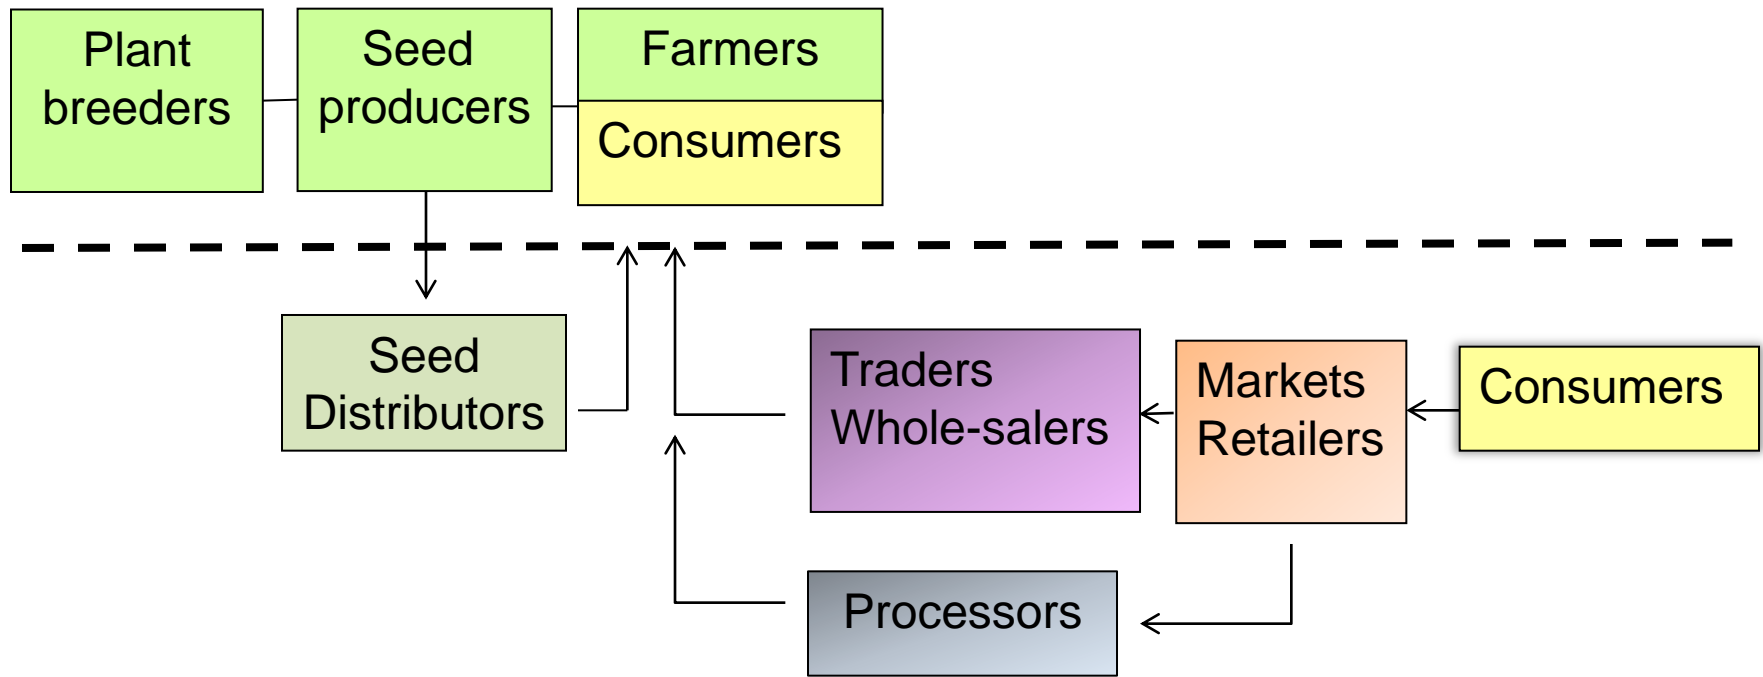 Plant
breeders
Seed
producers
Farmers
Consumers
Seed
Distributors
Traders
Whole-salers
Markets
Retailers
Consumers
Processors